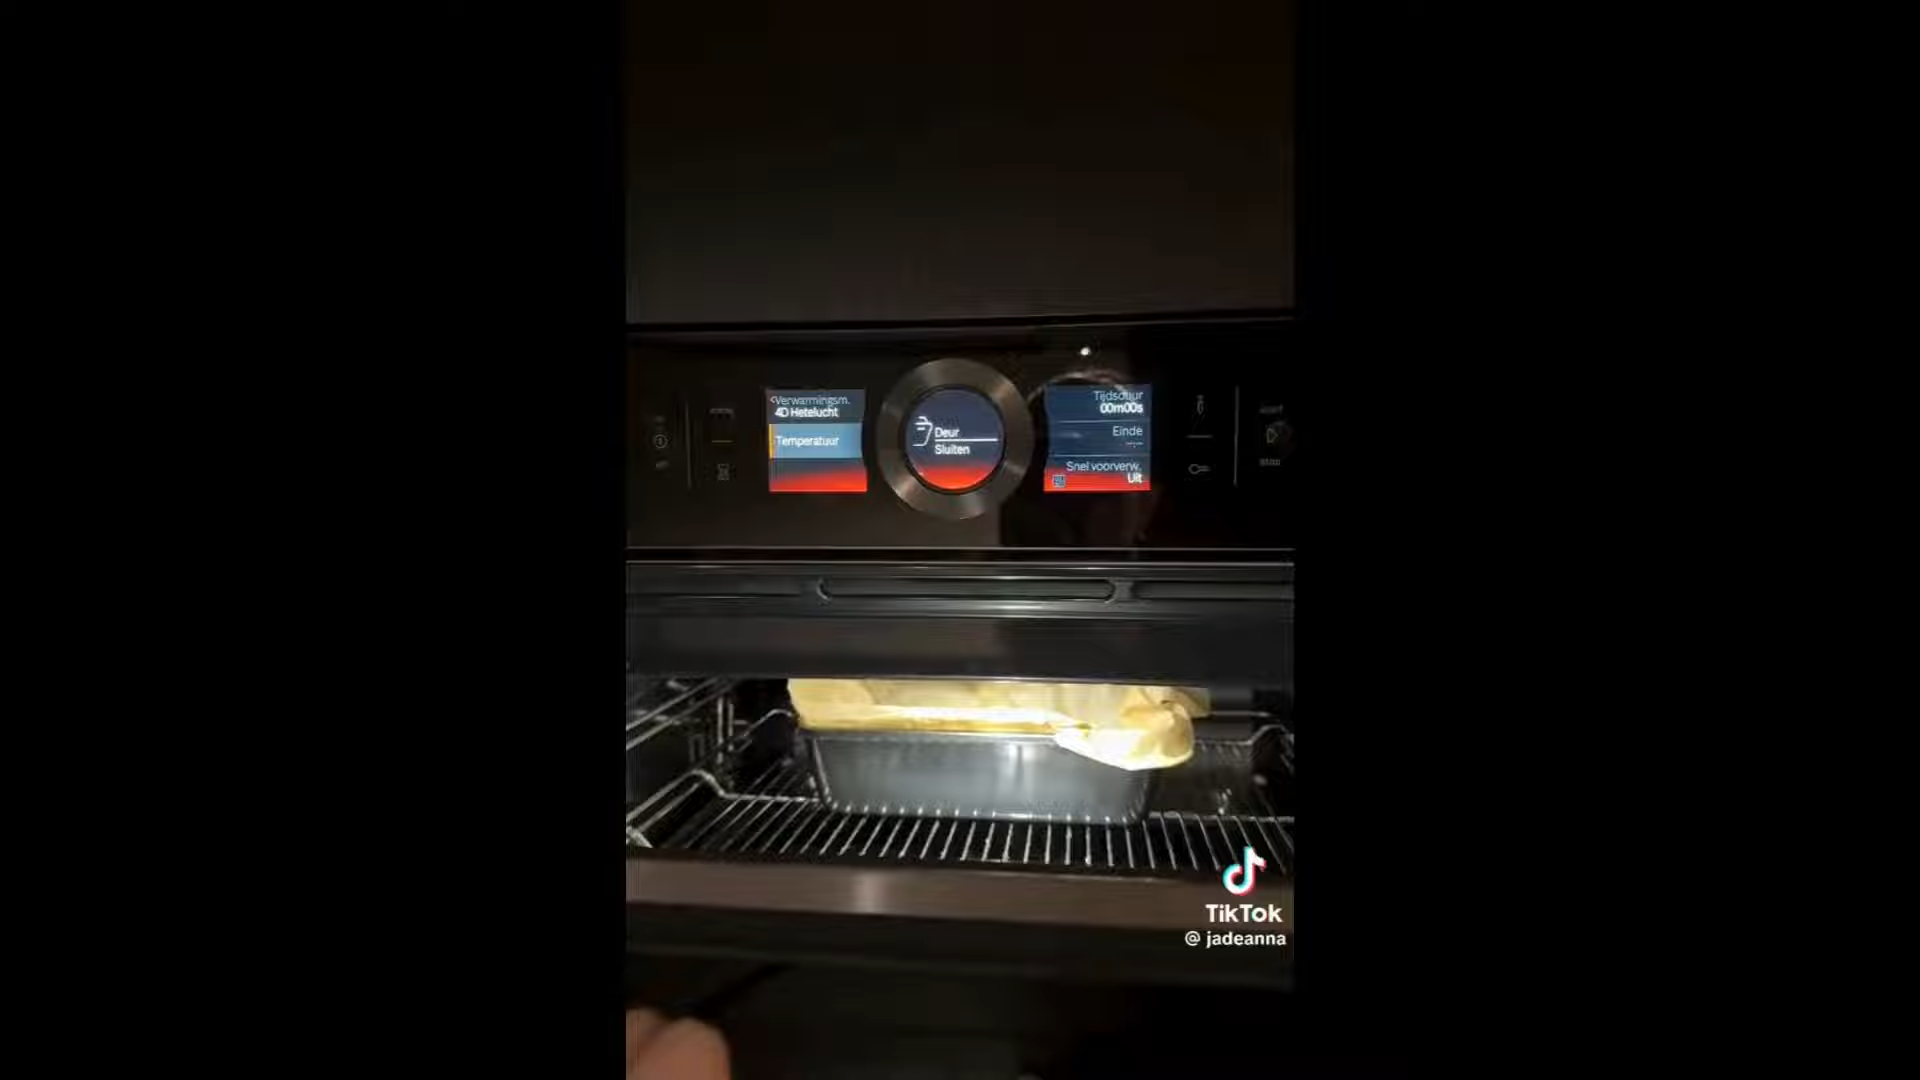 Verwarmingsm.
4D Hetelucht
Temperatuur
Deur
Sluiten
Tijdsduur
00m00s
Einde
--:--
Snel voorverw.
Uit
TikTok
@ jadeanna